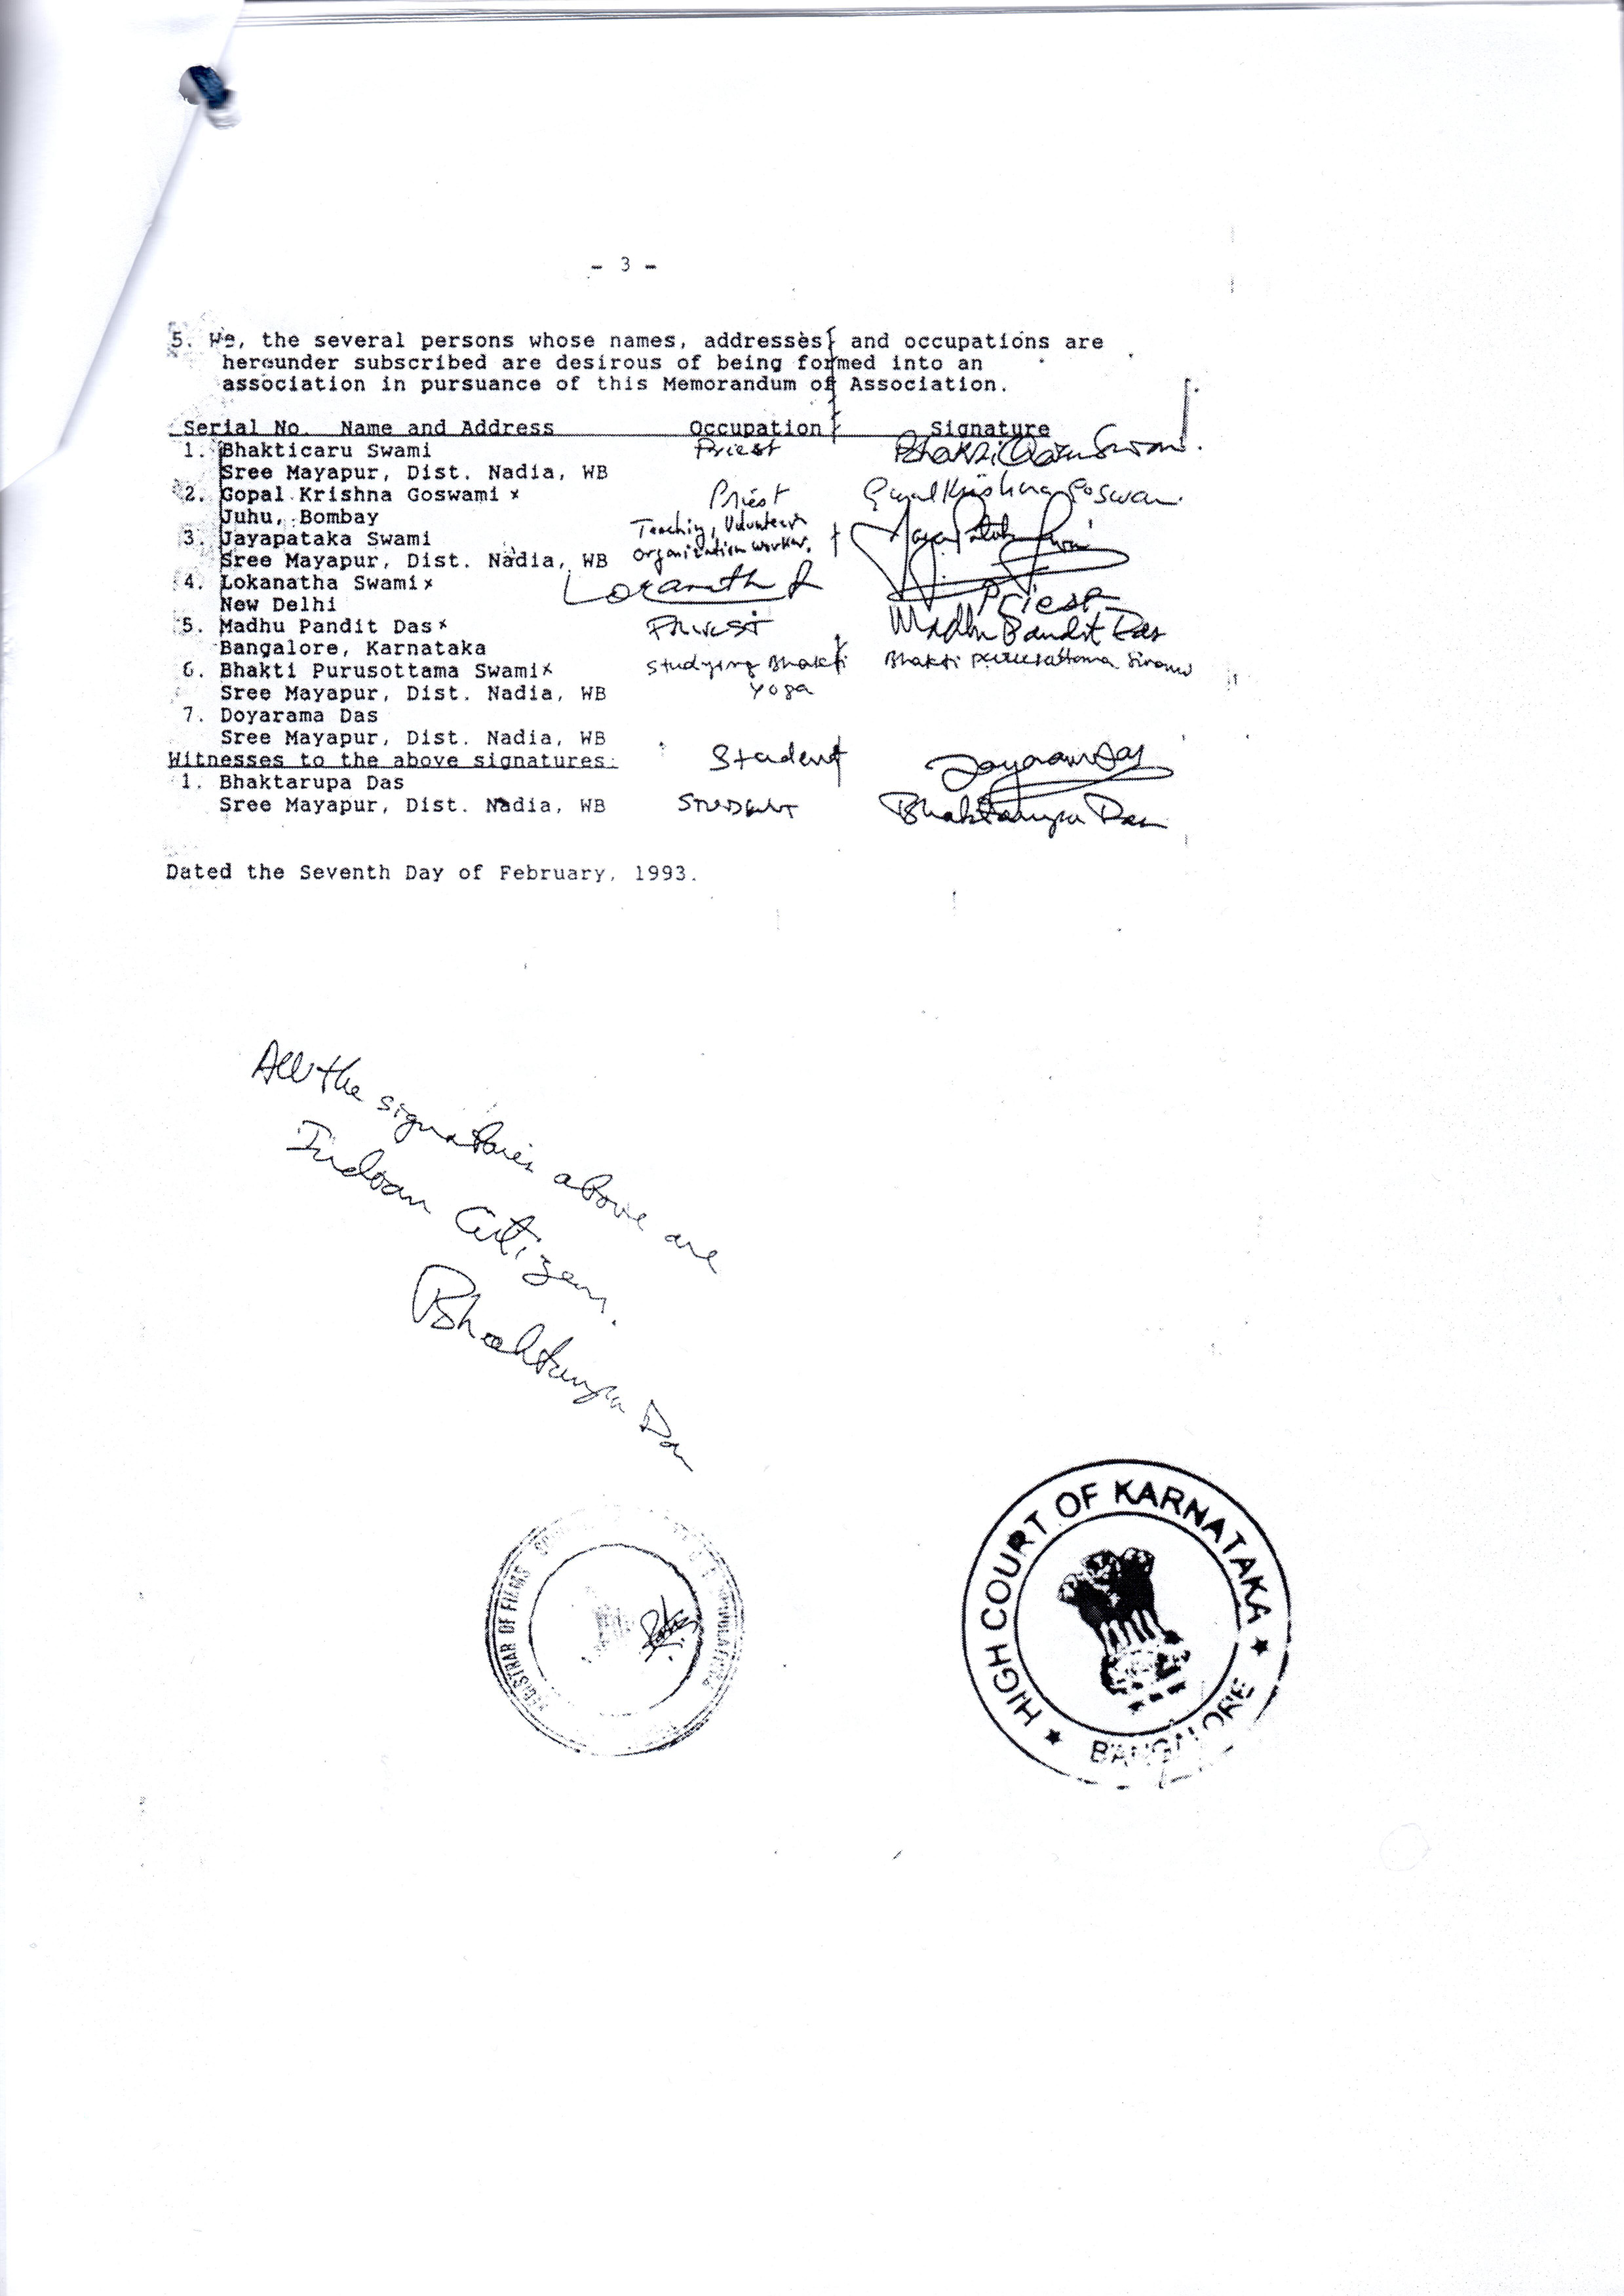 - 3 -
5. We, the several persons whose names, addresses, and occupations are
hereunder subscribed are desirous of being formed into an
association in pursuance of this Memorandum of Association.
Serial No. Name and Address Occupation Signature
1. Bhakticaru Swami Priest Bhakti Caru Swami.
Sree Mayapur, Dist. Nadia, WB
2. Gopal Krishna Goswami x Priest Gopal Krishna Goswami
Juhu, Bombay Teaching, Volunteer
3. Jayapataka Swami organization worker. Jaya Pataka Swami
Sree Mayapur, Dist. Nadia, WB
4. Lokanatha Swami x Lokanath S Priest
New Delhi
5. Madhu Pandit Das x Priest Madhu Pandit Das
Bangalore, Karnataka
6. Bhakti Purusottama Swami x Studying Bhakti Bhakti Purusottama Swami
Sree Mayapur, Dist. Nadia, WB Yoga
7. Doyarama Das
Sree Mayapur, Dist. Nadia, WB
Witnesses to the above signatures: Student Doyaram Das
1. Bhaktarupa Das
Sree Mayapur, Dist. Nadia, WB STUDENT Bhaktarupa Das
Dated the Seventh Day of February, 1993.
All the signatories above are
Indian Citizens.
Bhaktarupa Das
REGISTRAR OF FIRMS
HIGH COURT OF KARNATAKA
BANGALORE